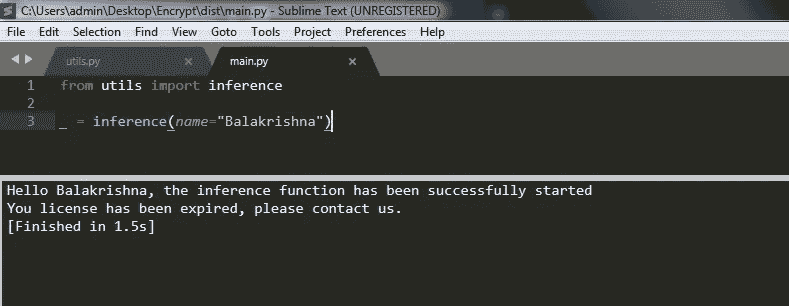 C:\Users\admin\Desktop\Encrypt\dist\main.py - Sublime Text (UNREGISTERED)
File Edit Selection Find View Goto Tools Project Preferences Help
utils.py × main.py ×
1 from utils import inference
2
3 _ = inference(name="Balakrishna")
Hello Balakrishna, the inference function has been successfully started
You license has been expired, please contact us.
[Finished in 1.5s]